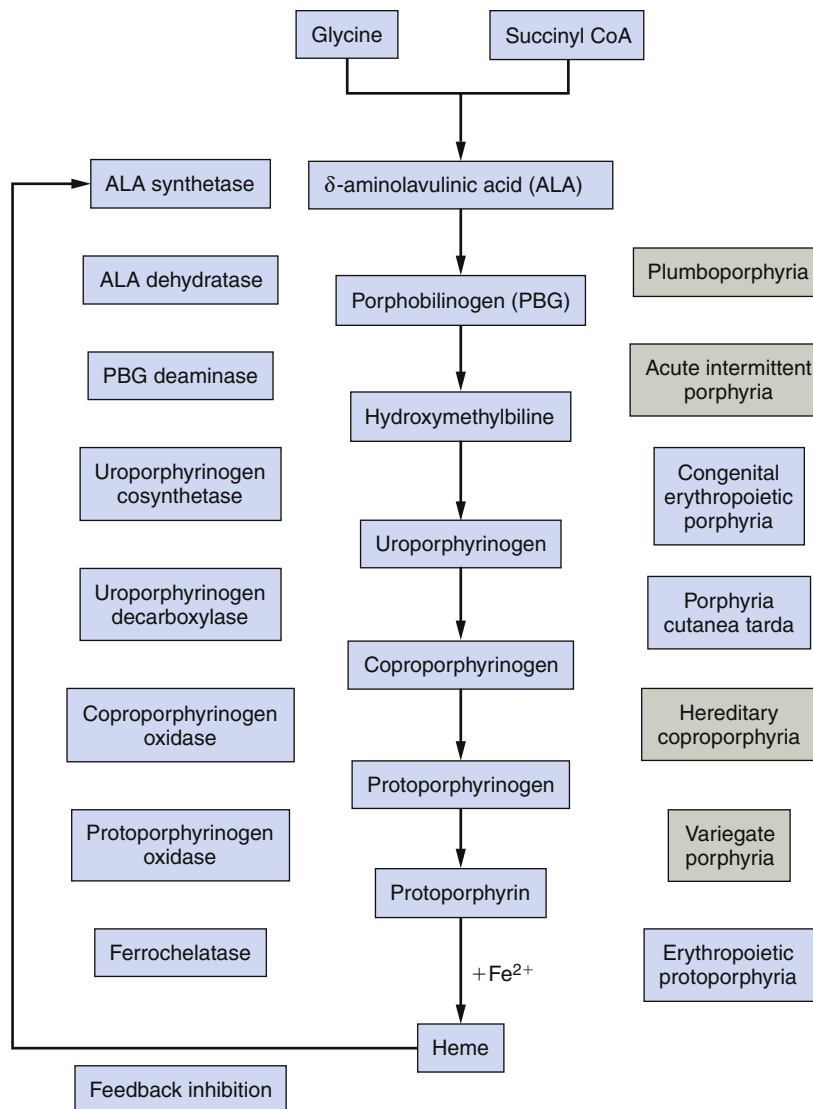 Glycine
Succinyl CoA
ALA synthetase
δ-aminolavulinic acid (ALA)
ALA dehydratase
Porphobilinogen (PBG)
Plumboporphyria
PBG deaminase
Hydroxymethylbiline
Acute intermittent
porphyria
Uroporphyrinogen
cosynthetase
Uroporphyrinogen
Congenital
erythropoietic
porphyria
Uroporphyrinogen
decarboxylase
Coproporphyrinogen
Porphyria
cutanea tarda
Coproporphyrinogen
oxidase
Protoporphyrinogen
Hereditary
coproporphyria
Protoporphyrinogen
oxidase
Protoporphyrin
Variegate
porphyria
Ferrochelatase
+Fe²⁺
Erythropoietic
protoporphyria
Heme
Feedback inhibition